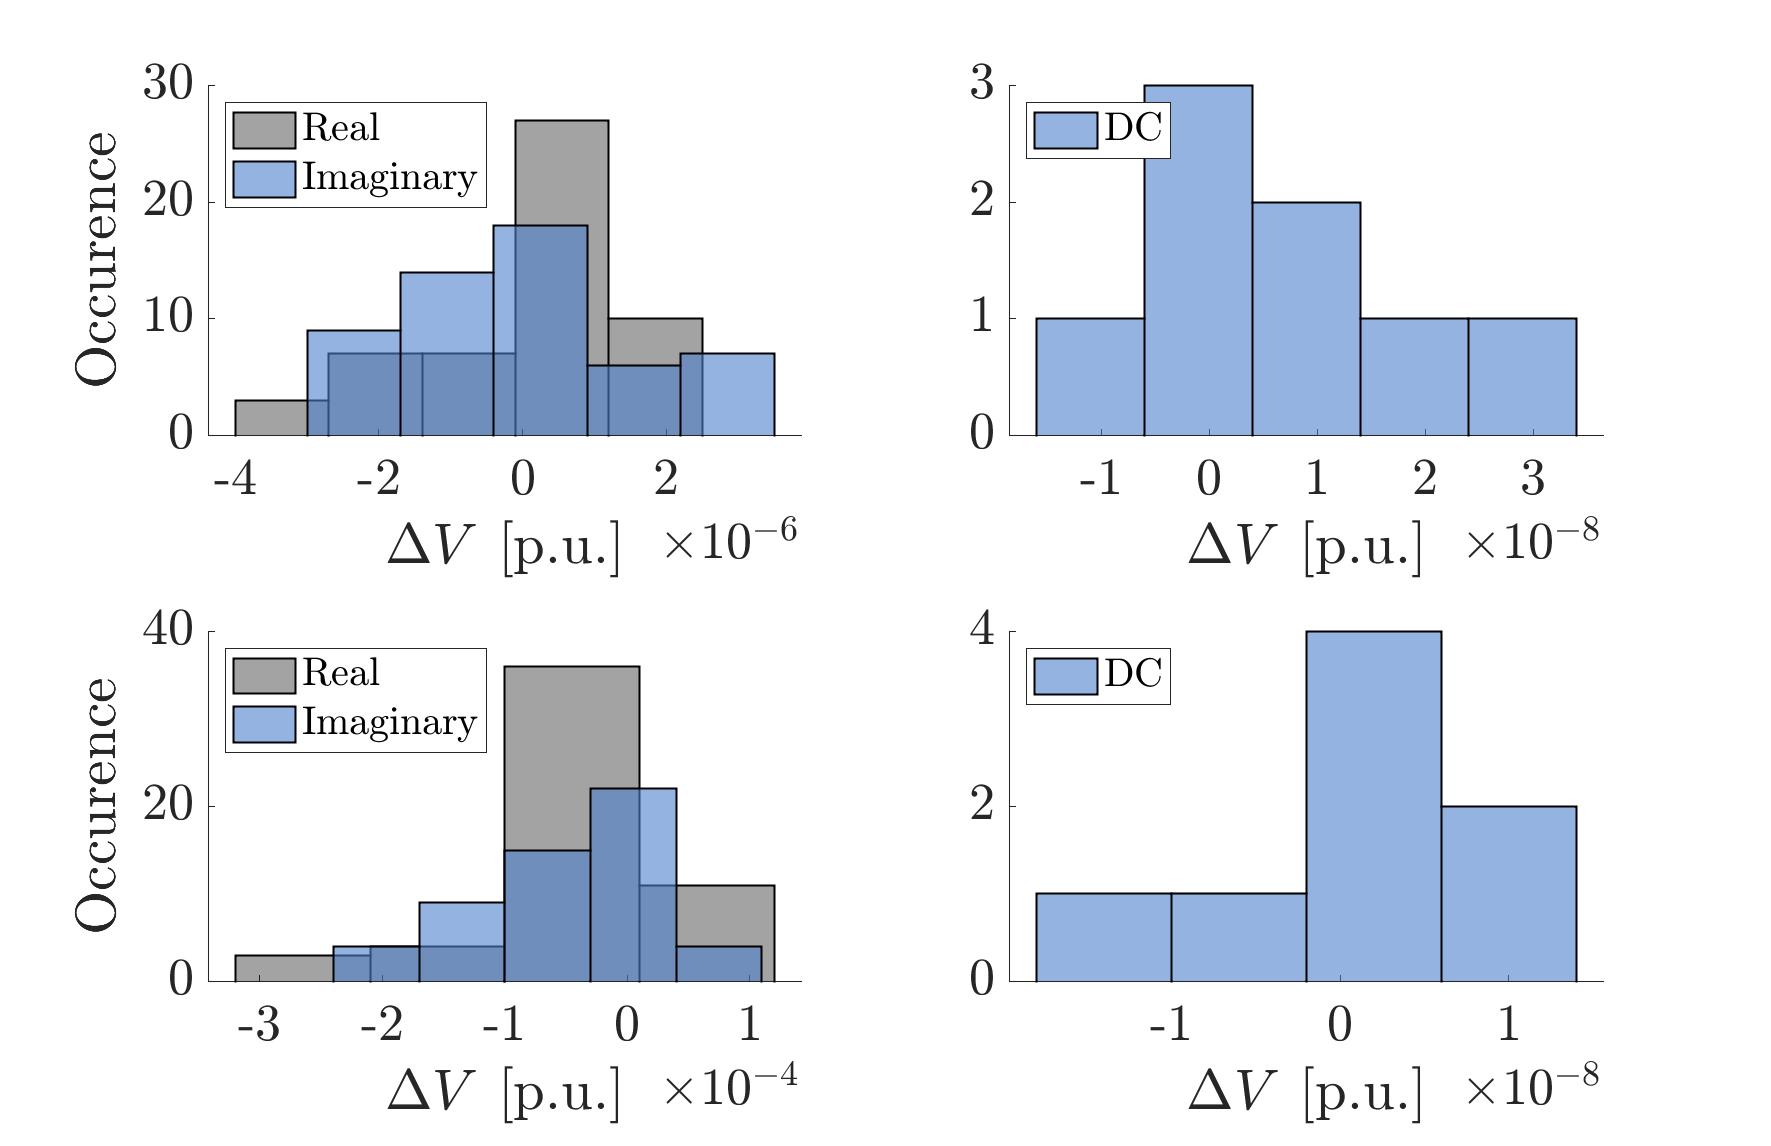 30
20
10
0
Occurence
Real
Imaginary
-4 -2 0 2
ΔV [p.u.] ×10⁻⁶
3
2
1
0
DC
-1 0 1 2 3
ΔV [p.u.] ×10⁻⁸
40
20
0
Occurence
Real
Imaginary
-3 -2 -1 0 1
ΔV [p.u.] ×10⁻⁴
4
2
0
DC
-1 0 1
ΔV [p.u.] ×10⁻⁸